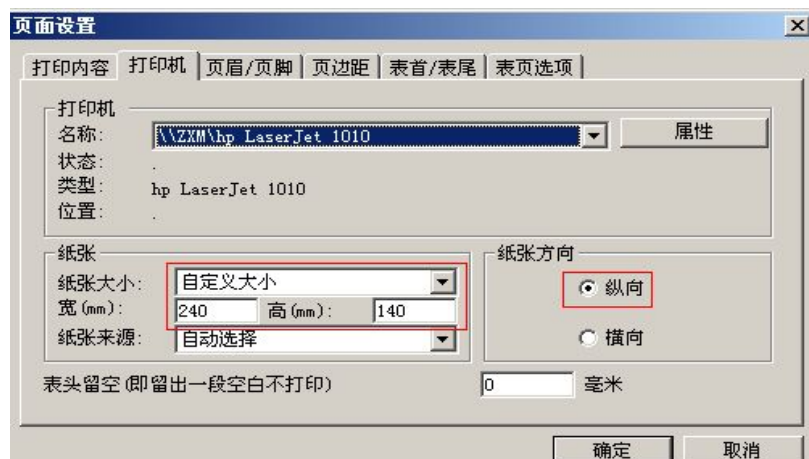 页面设置
打印内容 打印机 页眉/页脚 页边距 表首/表尾 表页选项
打印机
名称: \\ZXM\hp LaserJet 1010 属性
状态: .
类型: hp LaserJet 1010
位置: .
纸张 纸张方向
纸张大小: 自定义大小 纵向
宽(mm): 240 高(mm): 140
纸张来源: 自动选择 横向
表头留空(即留出一段空白不打印) 0 毫米
确定 取消